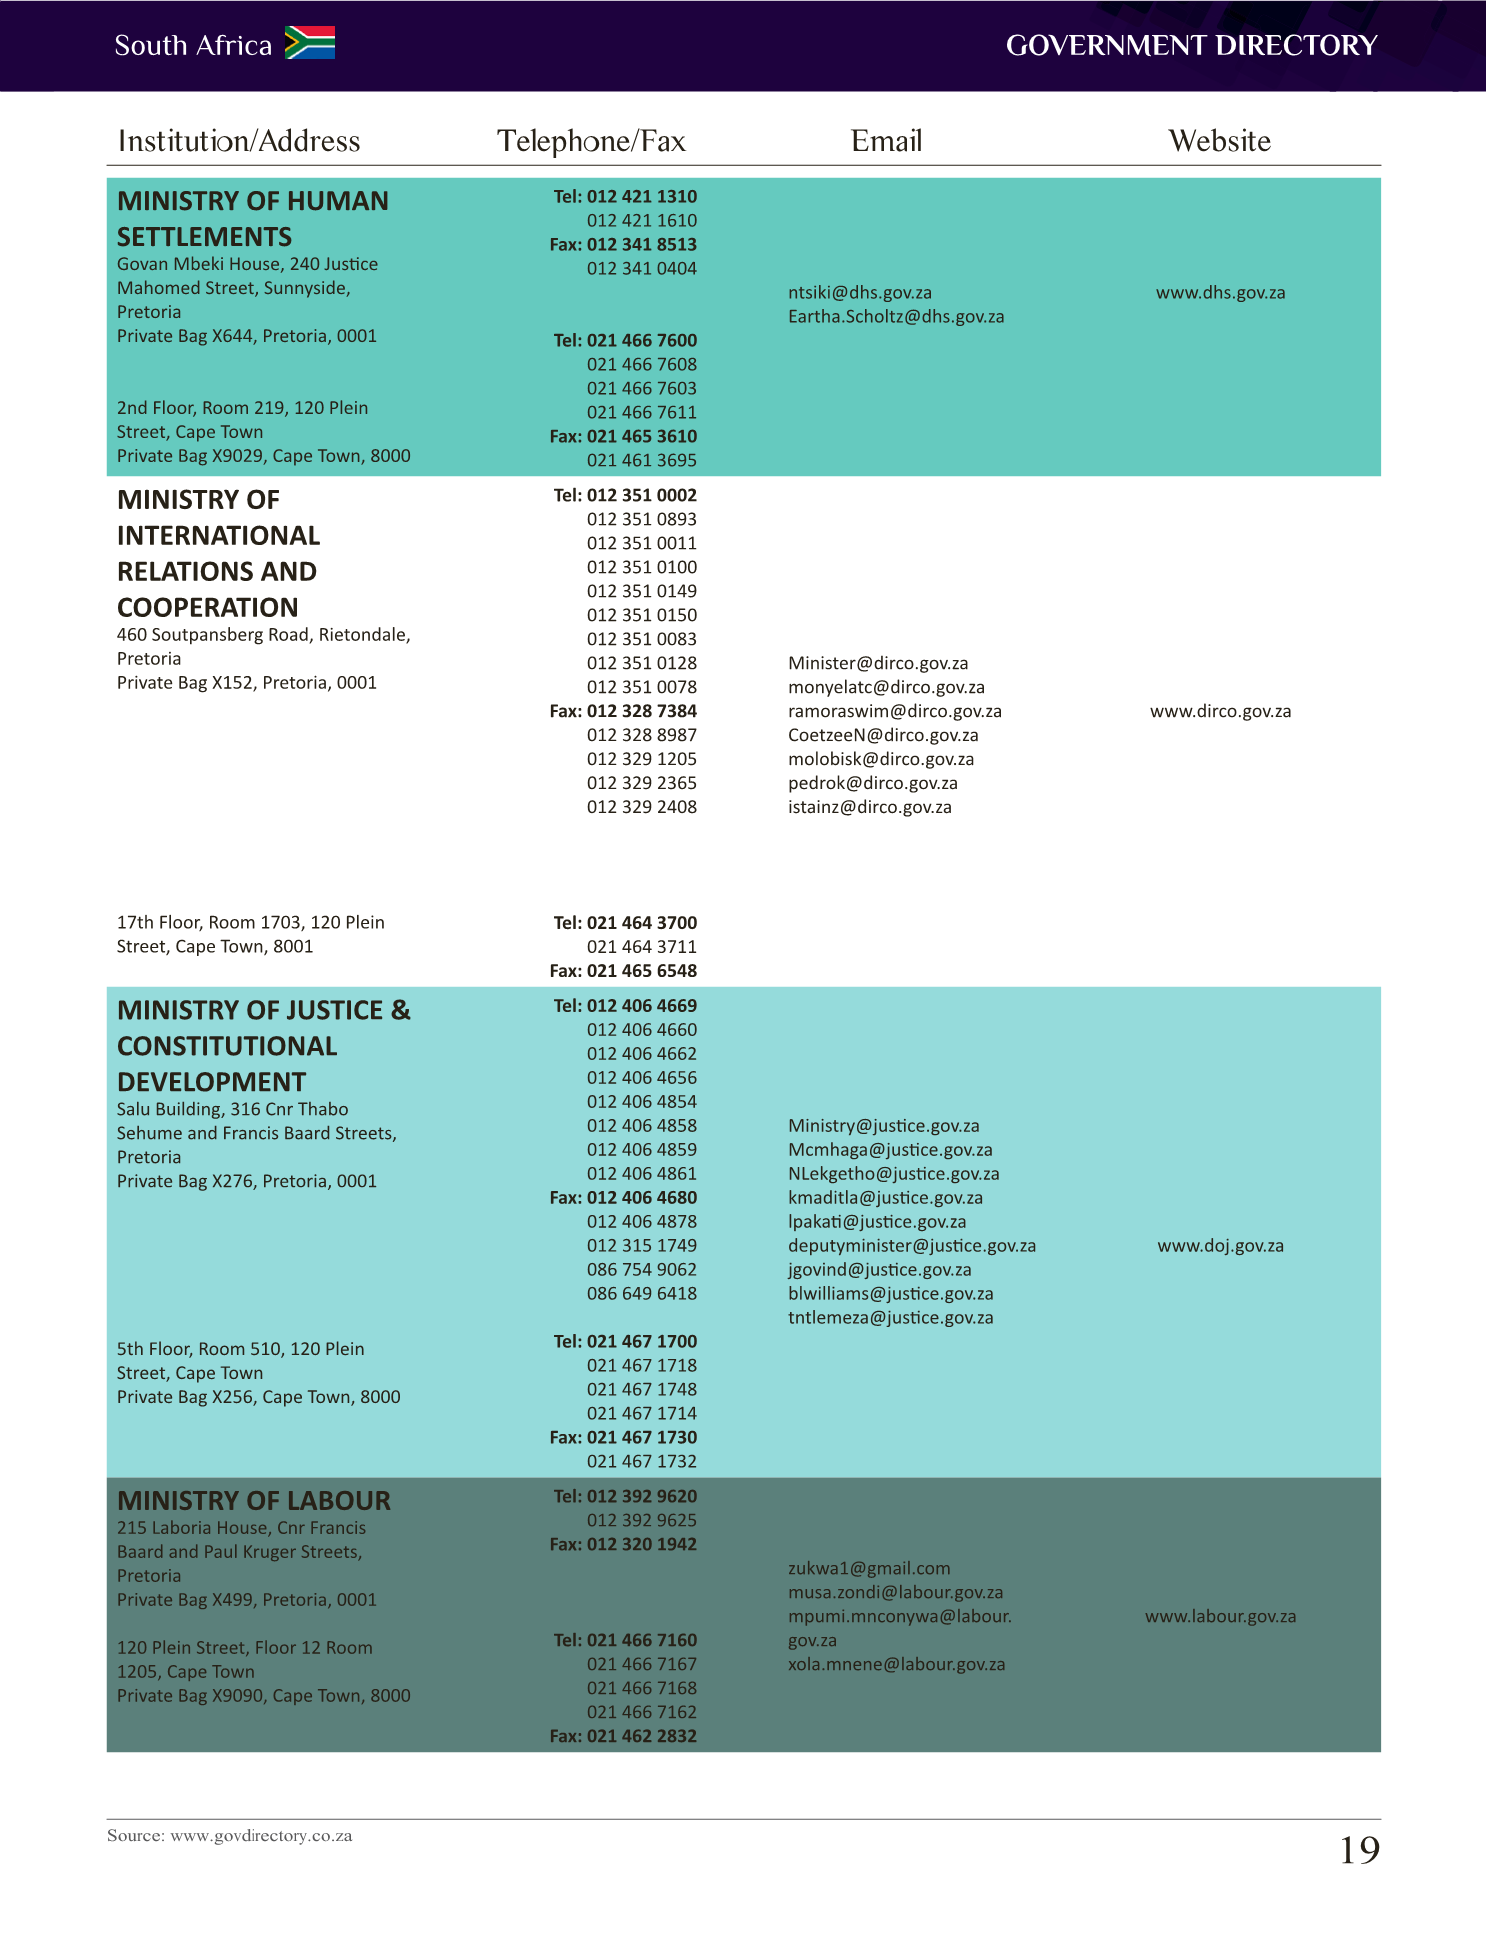 South Africa
GOVERNMENT DIRECTORY
Institution/Address
Telephone/Fax
Email
Website
MINISTRY OF HUMAN
SETTLEMENTS
Govan Mbeki House, 240 Justice
Mahomed Street, Sunnyside,
Pretoria
Private Bag X644, Pretoria, 0001
2nd Floor, Room 219, 120 Plein
Street, Cape Town
Private Bag X9029, Cape Town, 8000
Tel: 012 421 1310
012 421 1610
Fax: 012 341 8513
012 341 0404
Tel: 021 466 7600
021 466 7608
021 466 7603
021 466 7611
Fax: 021 465 3610
021 461 3695
ntsiki@dhs.gov.za
Eartha.Scholtz@dhs.gov.za
www.dhs.gov.za
MINISTRY OF
INTERNATIONAL
RELATIONS AND
COOPERATION
460 Soutpansberg Road, Rietondale,
Pretoria
Private Bag X152, Pretoria, 0001
17th Floor, Room 1703, 120 Plein
Street, Cape Town, 8001
Tel: 012 351 0002
012 351 0893
012 351 0011
012 351 0100
012 351 0149
012 351 0150
012 351 0083
012 351 0128
012 351 0078
Fax: 012 328 7384
012 328 8987
012 329 1205
012 329 2365
012 329 2408
Tel: 021 464 3700
021 464 3711
Fax: 021 465 6548
Minister@dirco.gov.za
monyelatc@dirco.gov.za
ramoraswim@dirco.gov.za
CoetzeeN@dirco.gov.za
molobisk@dirco.gov.za
pedrok@dirco.gov.za
istainz@dirco.gov.za
www.dirco.gov.za
MINISTRY OF JUSTICE &
CONSTITUTIONAL
DEVELOPMENT
Salu Building, 316 Cnr Thabo
Sehume and Francis Baard Streets,
Pretoria
Private Bag X276, Pretoria, 0001
5th Floor, Room 510, 120 Plein
Street, Cape Town
Private Bag X256, Cape Town, 8000
Tel: 012 406 4669
012 406 4660
012 406 4662
012 406 4656
012 406 4854
012 406 4858
012 406 4859
012 406 4861
Fax: 012 406 4680
012 406 4878
012 315 1749
086 754 9062
086 649 6418
Tel: 021 467 1700
021 467 1718
021 467 1748
021 467 1714
Fax: 021 467 1730
021 467 1732
Ministry@justice.gov.za
Mcmhaga@justice.gov.za
NLekgetho@justice.gov.za
kmaditla@justice.gov.za
lpakati@justice.gov.za
deputyminister@justice.gov.za
jgovind@justice.gov.za
blwilliams@justice.gov.za
tntlemeza@justice.gov.za
www.doj.gov.za
MINISTRY OF LABOUR
215 Laboria House, Cnr Francis
Baard and Paul Kruger Streets,
Pretoria
Private Bag X499, Pretoria, 0001
120 Plein Street, Floor 12 Room
1205, Cape Town
Private Bag X9090, Cape Town, 8000
Tel: 012 392 9620
012 392 9625
Fax: 012 320 1942
Tel: 021 466 7160
021 466 7167
021 466 7168
021 466 7162
Fax: 021 462 2832
zukwa1@gmail.com
musa.zondi@labour.gov.za
mpumi.mnconywa@labour.
gov.za
xola.mnene@labour.gov.za
www.labour.gov.za
Source: www.govdirectory.co.za
19